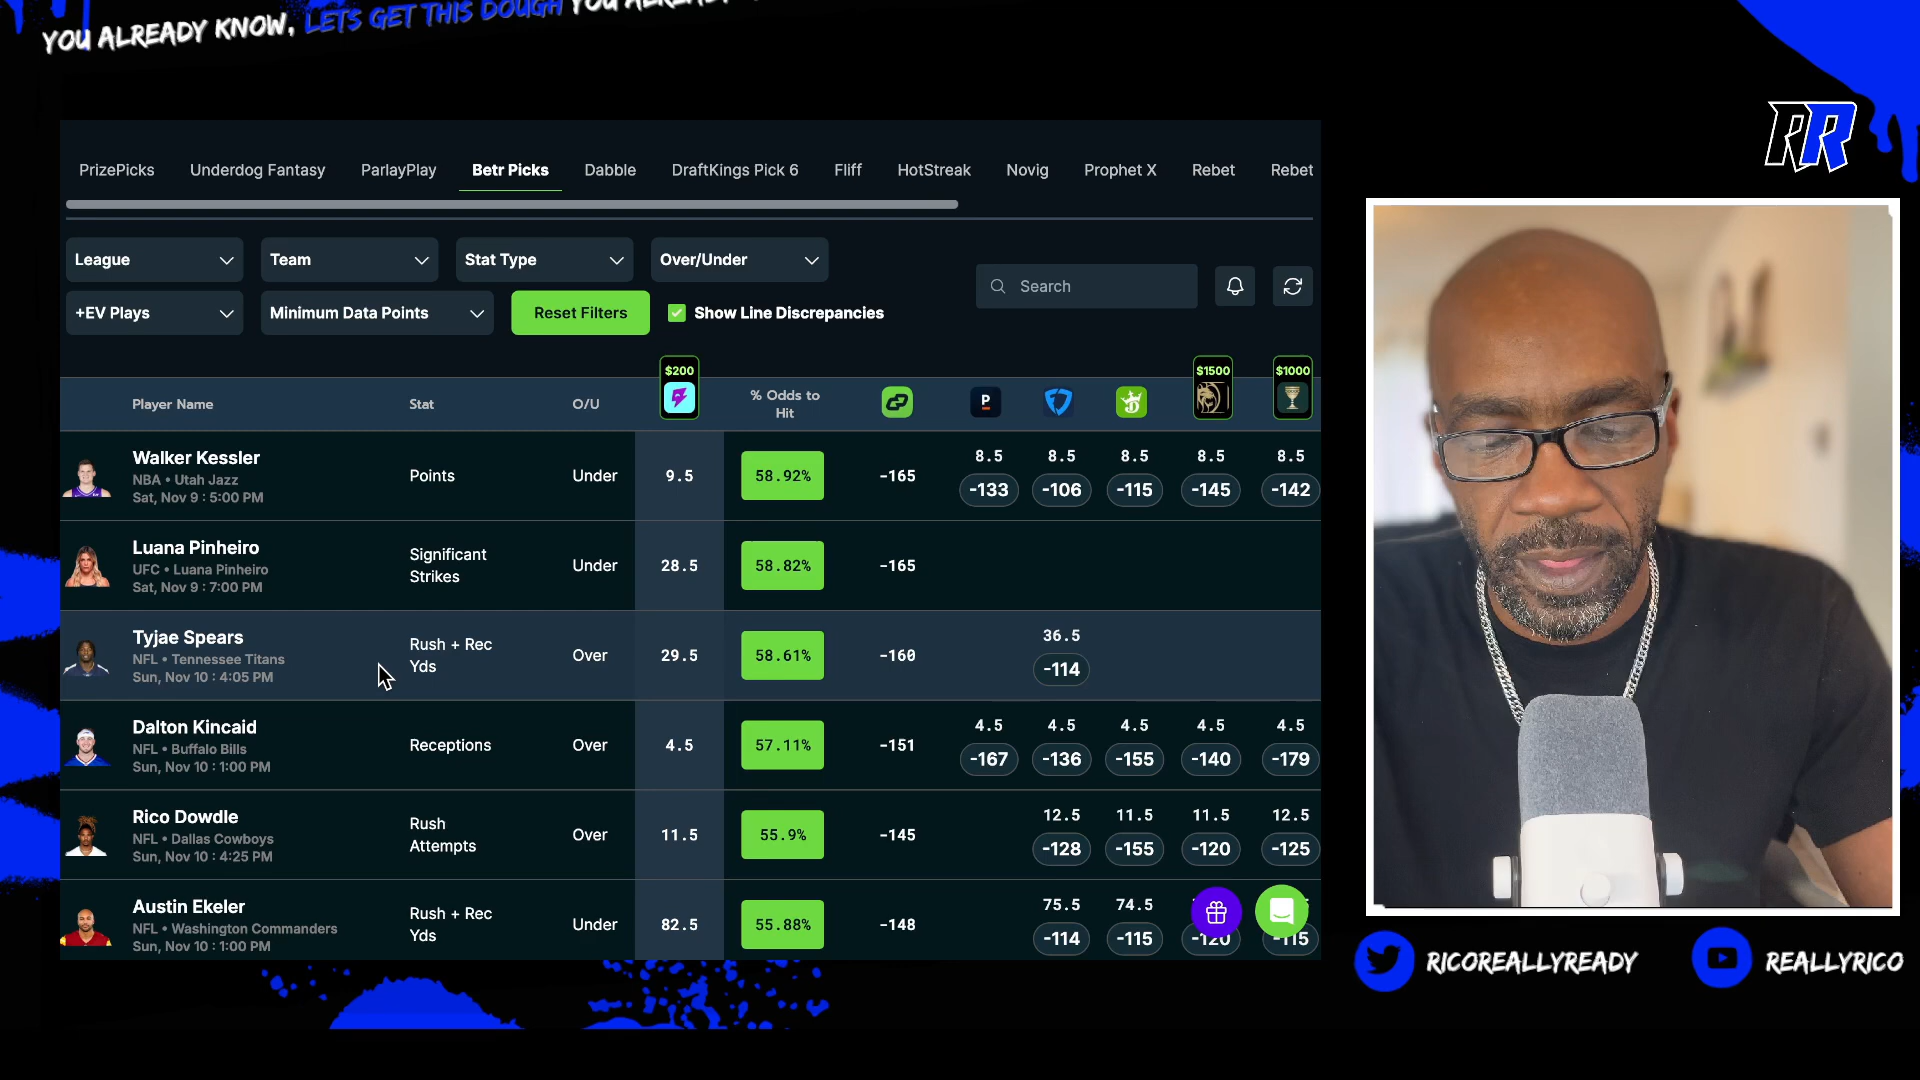 YOU ALREADY KNOW, LETS GET THIS DOUGH YOU ALREADY
RR
PrizePicks Underdog Fantasy ParlayPlay Betr Picks Dabble DraftKings Pick 6 Fliff HotStreak Novig Prophet X Rebet Rebet
League Team Stat Type Over/Under
Search
+EV Plays Minimum Data Points Reset Filters Show Line Discrepancies
$200 $1500 $1000
Player Name Stat O/U % Odds to Hit P
Walker Kessler
NBA • Utah Jazz
Sat, Nov 9 : 5:00 PM
Points Under 9.5 58.92% -165
8.5 8.5 8.5 8.5 8.5
-133 -106 -115 -145 -142
Luana Pinheiro
UFC • Luana Pinheiro
Sat, Nov 9 : 7:00 PM
Significant
Strikes
Under 28.5 58.82% -165
Tyjae Spears
NFL • Tennessee Titans
Sun, Nov 10 : 4:05 PM
Rush + Rec
Yds
Over 29.5 58.61% -160
36.5
-114
Dalton Kincaid
NFL • Buffalo Bills
Sun, Nov 10 : 1:00 PM
Receptions Over 4.5 57.11% -151
4.5 4.5 4.5 4.5 4.5
-167 -136 -155 -140 -179
Rico Dowdle
NFL • Dallas Cowboys
Sun, Nov 10 : 4:25 PM
Rush
Attempts
Over 11.5 55.9% -145
12.5 11.5 11.5 12.5
-128 -155 -120 -125
Austin Ekeler
NFL • Washington Commanders
Sun, Nov 10 : 1:00 PM
Rush + Rec
Yds
Under 82.5 55.88% -148
75.5 74.5
-114 -115 -120 -115
RICOREALLYREADY REALLYRICO